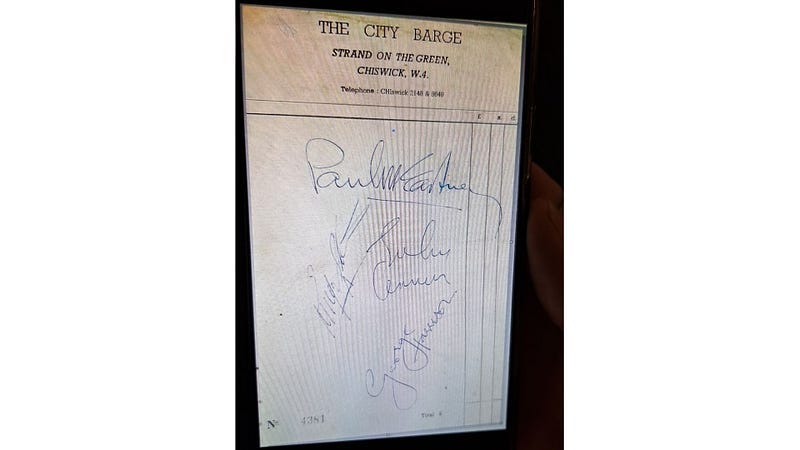 THE CITY BARGE
STRAND ON THE GREEN,
CHISWICK, W.4.
Telephone : CHIswick 2148 &
£ s. d.
Paul McCartney
John
Lennon
George
Harrison
No 4381
Total £